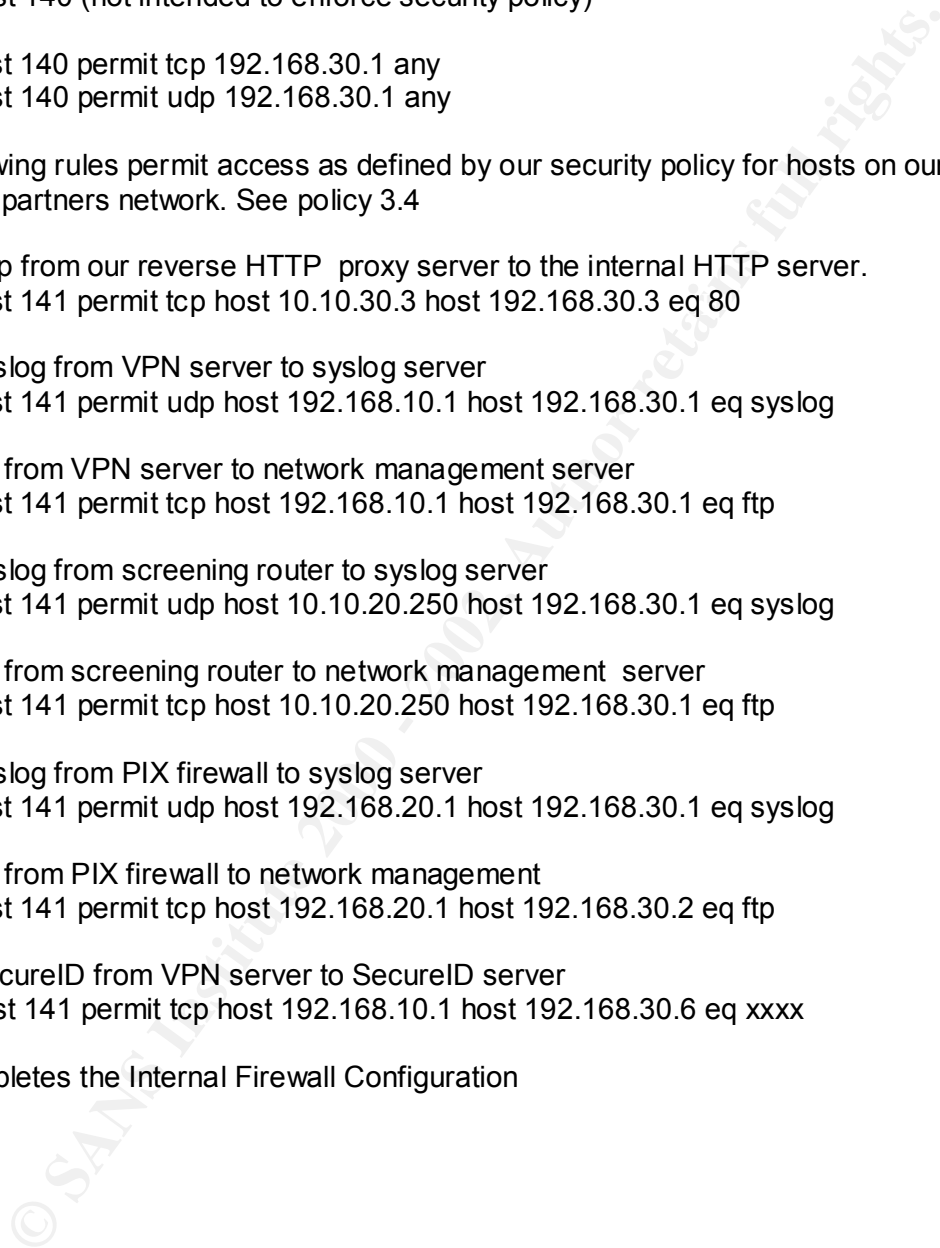 st 140 (not intended to enforce security policy)
st 140 permit tcp 192.168.30.1 any
st 140 permit udp 192.168.30.1 any
wing rules permit access as defined by our security policy for hosts on our
partners network. See policy 3.4
p from our reverse HTTP proxy server to the internal HTTP server.
st 141 permit tcp host 10.10.30.3 host 192.168.30.3 eq 80
slog from VPN server to syslog server
st 141 permit udp host 192.168.10.1 host 192.168.30.1 eq syslog
from VPN server to network management server
st 141 permit tcp host 192.168.10.1 host 192.168.30.1 eq ftp
slog from screening router to syslog server
st 141 permit udp host 10.10.20.250 host 192.168.30.1 eq syslog
from screening router to network management server
st 141 permit tcp host 10.10.20.250 host 192.168.30.1 eq ftp
slog from PIX firewall to syslog server
st 141 permit udp host 192.168.20.1 host 192.168.30.1 eq syslog
from PIX firewall to network management
st 141 permit tcp host 192.168.20.1 host 192.168.30.2 eq ftp
cureID from VPN server to SecureID server
st 141 permit tcp host 192.168.10.1 host 192.168.30.6 eq xxxx
pletes the Internal Firewall Configuration
© SANS Institute 2000 - 2002, Author retains full rights.